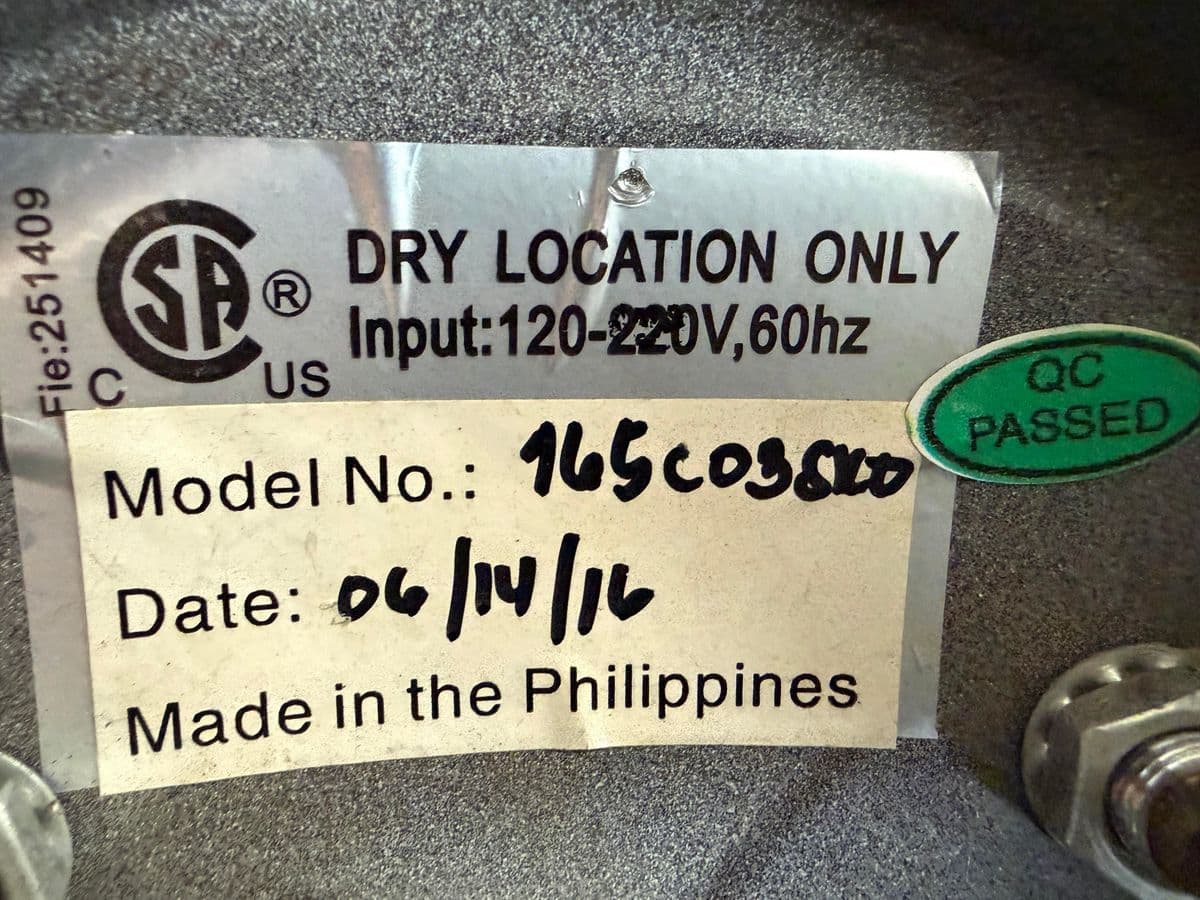 Fie:251409
CSA®
C US
DRY LOCATION ONLY
Input:120-220V,60hz
QC
PASSED
Model No.:
Date: 06/14/16
Made in the Philippines